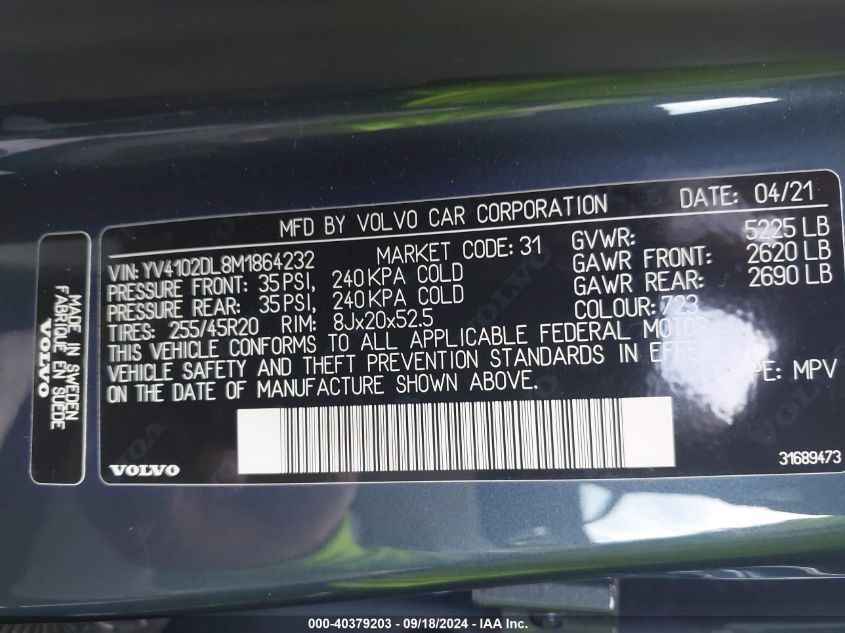 MFD BY VOLVO CAR CORPORATION DATE: 04/21
VIN: YV4102DL8M1864232 MARKET CODE: 31 GVWR: 5225 LB
PRESSURE FRONT: 35 PSI, 240 KPA COLD GAWR FRONT: 2620 LB
PRESSURE REAR: 35 PSI, 240 KPA COLD GAWR REAR: 2690 LB
TIRES: 255/45R20 RIM: 8Jx20x52.5 COLOUR: 723
THIS VEHICLE CONFORMS TO ALL APPLICABLE FEDERAL MOTOR
VEHICLE SAFETY AND THEFT PREVENTION STANDARDS IN EFFECT
ON THE DATE OF MANUFACTURE SHOWN ABOVE. PE: MPV
VOLVO 31689473
MADE IN SWEDEN
FABRIQUE EN SUÈDE
VOLVO
000-40379203 - 09/18/2024 - IAA Inc.